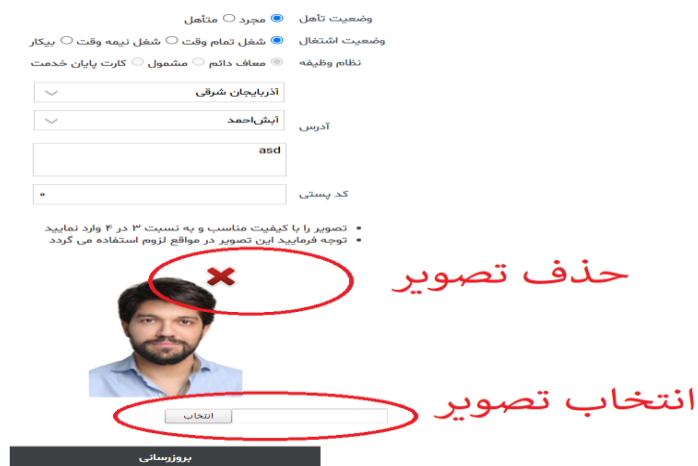 وضعیت تأهل مجرد متأهل
وضعیت اشتغال شغل تمام وقت شغل نیمه وقت بیکار
نظام وظیفه معاف دائم مشمول کارت پایان خدمت
آذربایجان شرقی
آدرس آبش‌احمد
asd
کد پستی ۰
• تصویر را با کیفیت مناسب و به نسبت ۳ در ۴ وارد نمایید
• توجه فرمایید این تصویر در مواقع لزوم استفاده می گردد
حذف تصویر
انتخاب تصویر
انتخاب
بروزرسانی